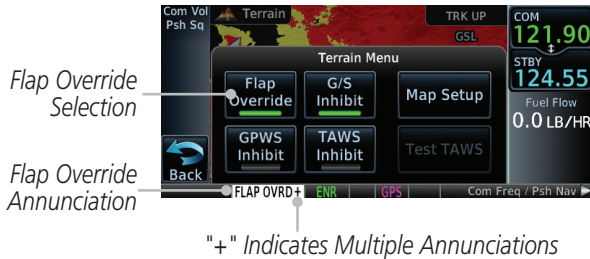 Com Vol
Psh Sq
Terrain
TRK UP
GSL
COM
121.90
STBY
124.55
Fuel Flow
0.0 LB/HR
Terrain Menu
Flap
Override
G/S
Inhibit
Map Setup
GPWS
Inhibit
TAWS
Inhibit
Test TAWS
Back
FLAP OVRD+
ENR
GPS
Com Freq / Psh Nav
Flap Override
Selection
Flap Override
Annunciation
"+" Indicates Multiple Annunciations